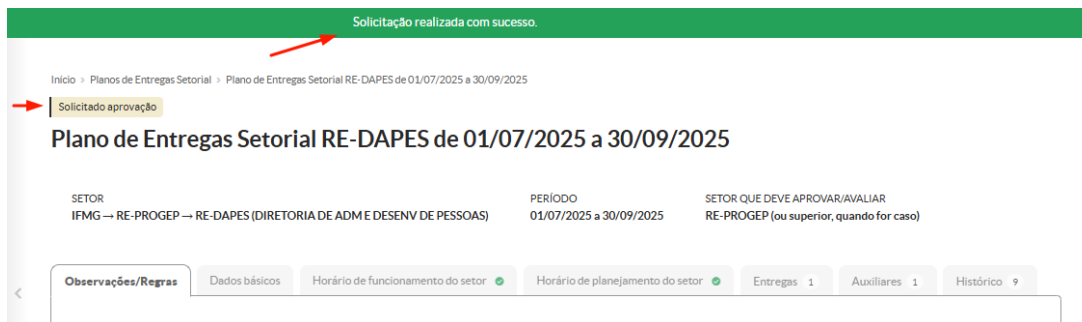 Solicitação realizada com sucesso.
Início > Planos de Entregas Setorial > Plano de Entregas Setorial RE-DAPES de 01/07/2025 a 30/09/2025
Solicitado aprovação
Plano de Entregas Setorial RE-DAPES de 01/07/2025 a 30/09/2025
SETOR PERÍODO SETOR QUE DEVE APROVAR/AVALIAR
IFMG → RE-PROGEP → RE-DAPES (DIRETORIA DE ADM E DESENV DE PESSOAS) 01/07/2025 a 30/09/2025 RE-PROGEP (ou superior, quando for caso)
Observações/Regras Dados básicos Horário de funcionamento do setor Horário de planejamento do setor Entregas 1 Auxiliares 1 Histórico 9